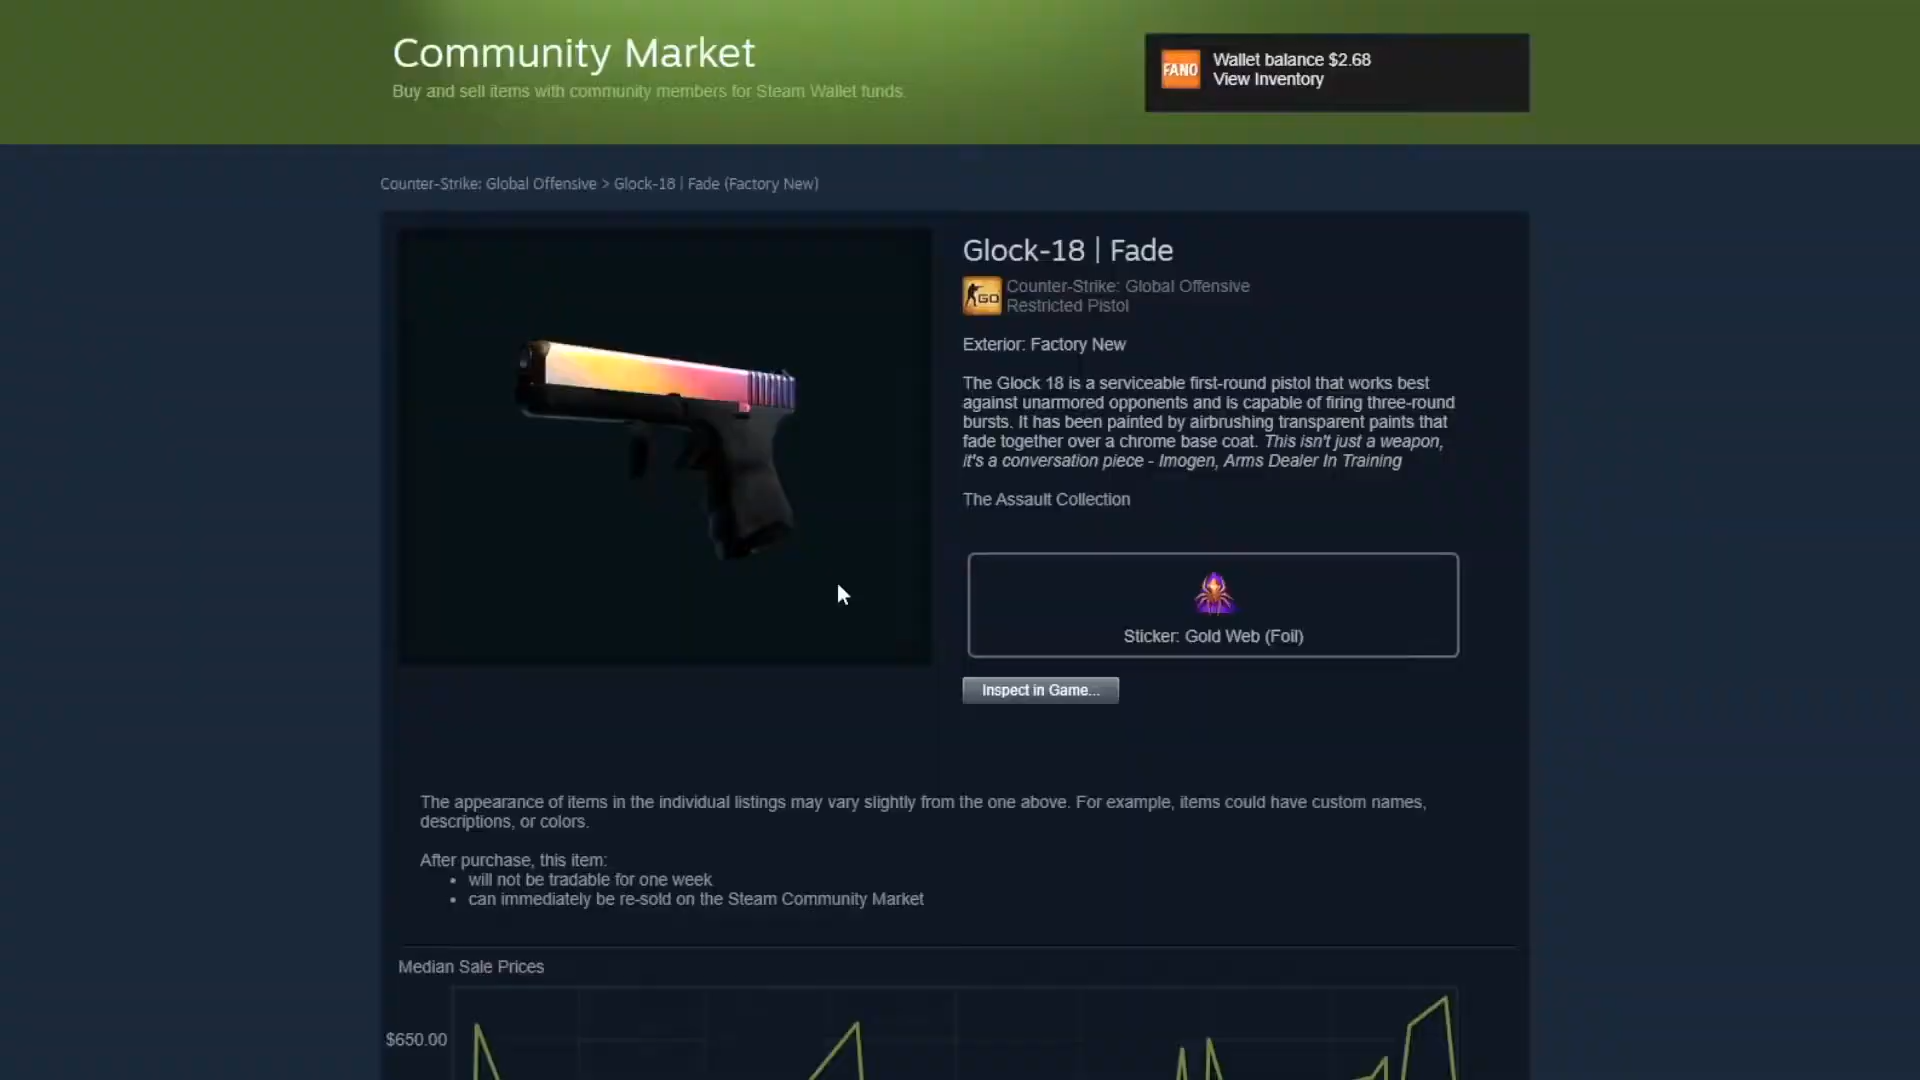 Community Market
Buy and sell items with community members for Steam Wallet funds.
FANO
Wallet balance $2.68
View Inventory
Counter-Strike: Global Offensive > Glock-18 | Fade (Factory New)
Glock-18 | Fade
GO
Counter-Strike: Global Offensive
Restricted Pistol
Exterior: Factory New
The Glock 18 is a serviceable first-round pistol that works best
against unarmored opponents and is capable of firing three-round
bursts. It has been painted by airbrushing transparent paints that
fade together over a chrome base coat. This isn't just a weapon,
it's a conversation piece - Imogen, Arms Dealer In Training
The Assault Collection
Sticker: Gold Web (Foil)
Inspect in Game...
The appearance of items in the individual listings may vary slightly from the one above. For example, items could have custom names,
descriptions, or colors.
After purchase, this item:
• will not be tradable for one week
• can immediately be re-sold on the Steam Community Market
Median Sale Prices
$650.00